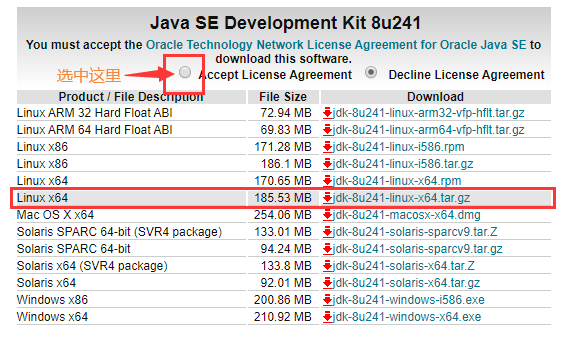 Java SE Development Kit 8u241
You must accept the Oracle Technology Network License Agreement for Oracle Java SE to
download this software.
选中这里 Accept License Agreement Decline License Agreement
Product / File Description File Size Download
Linux ARM 32 Hard Float ABI 72.94 MB jdk-8u241-linux-arm32-vfp-hflt.tar.gz
Linux ARM 64 Hard Float ABI 69.83 MB jdk-8u241-linux-arm64-vfp-hflt.tar.gz
Linux x86 171.28 MB jdk-8u241-linux-i586.rpm
Linux x86 186.1 MB jdk-8u241-linux-i586.tar.gz
Linux x64 170.65 MB jdk-8u241-linux-x64.rpm
Linux x64 185.53 MB jdk-8u241-linux-x64.tar.gz
Mac OS X x64 254.06 MB jdk-8u241-macosx-x64.dmg
Solaris SPARC 64-bit (SVR4 package) 133.01 MB jdk-8u241-solaris-sparcv9.tar.Z
Solaris SPARC 64-bit 94.24 MB jdk-8u241-solaris-sparcv9.tar.gz
Solaris x64 (SVR4 package) 133.8 MB jdk-8u241-solaris-x64.tar.Z
Solaris x64 92.01 MB jdk-8u241-solaris-x64.tar.gz
Windows x86 200.86 MB jdk-8u241-windows-i586.exe
Windows x64 210.92 MB jdk-8u241-windows-x64.exe